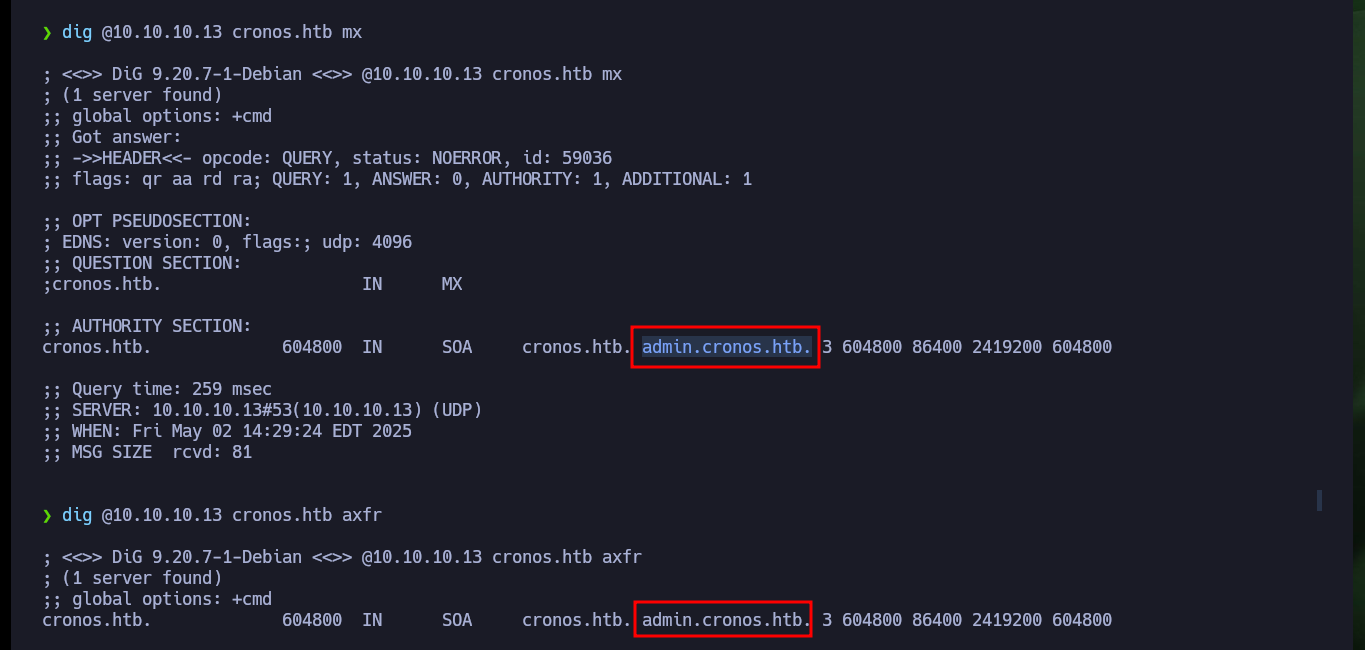 ❯ dig @10.10.10.13 cronos.htb mx
; <<>> DiG 9.20.7-1-Debian <<>> @10.10.10.13 cronos.htb mx
; (1 server found)
;; global options: +cmd
;; Got answer:
;; ->>HEADER<<- opcode: QUERY, status: NOERROR, id: 59036
;; flags: qr aa rd ra; QUERY: 1, ANSWER: 0, AUTHORITY: 1, ADDITIONAL: 1
;; OPT PSEUDOSECTION:
; EDNS: version: 0, flags:; udp: 4096
;; QUESTION SECTION:
;cronos.htb. IN MX
;; AUTHORITY SECTION:
cronos.htb. 604800 IN SOA cronos.htb. admin.cronos.htb. 3 604800 86400 2419200 604800
;; Query time: 259 msec
;; SERVER: 10.10.10.13#53(10.10.10.13) (UDP)
;; WHEN: Fri May 02 14:29:24 EDT 2025
;; MSG SIZE rcvd: 81
❯ dig @10.10.10.13 cronos.htb axfr
; <<>> DiG 9.20.7-1-Debian <<>> @10.10.10.13 cronos.htb axfr
; (1 server found)
;; global options: +cmd
cronos.htb. 604800 IN SOA cronos.htb. admin.cronos.htb. 3 604800 86400 2419200 604800